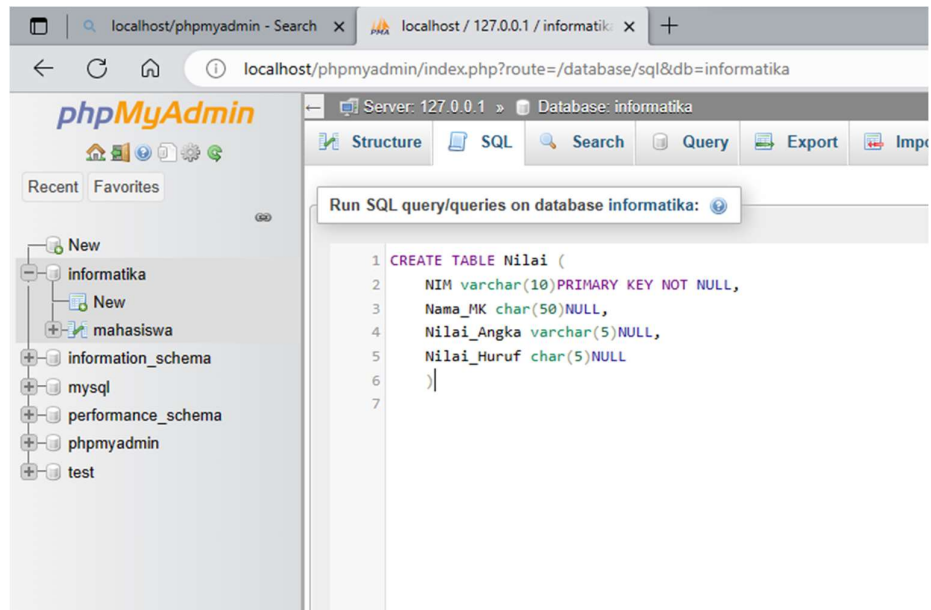 localhost/phpmyadmin - Search
localhost / 127.0.0.1 / informatik
localhost/phpmyadmin/index.php?route=/database/sql&db=informatika
phpMyAdmin
Recent Favorites
New
informatika
New
mahasiswa
information_schema
mysql
performance_schema
phpmyadmin
test
Server: 127.0.0.1 » Database: informatika
Structure SQL Search Query Export Impo
Run SQL query/queries on database informatika:
1 CREATE TABLE Nilai (
2 NIM varchar(10)PRIMARY KEY NOT NULL,
3 Nama_MK char(50)NULL,
4 Nilai_Angka varchar(5)NULL,
5 Nilai_Huruf char(5)NULL
6 )
7